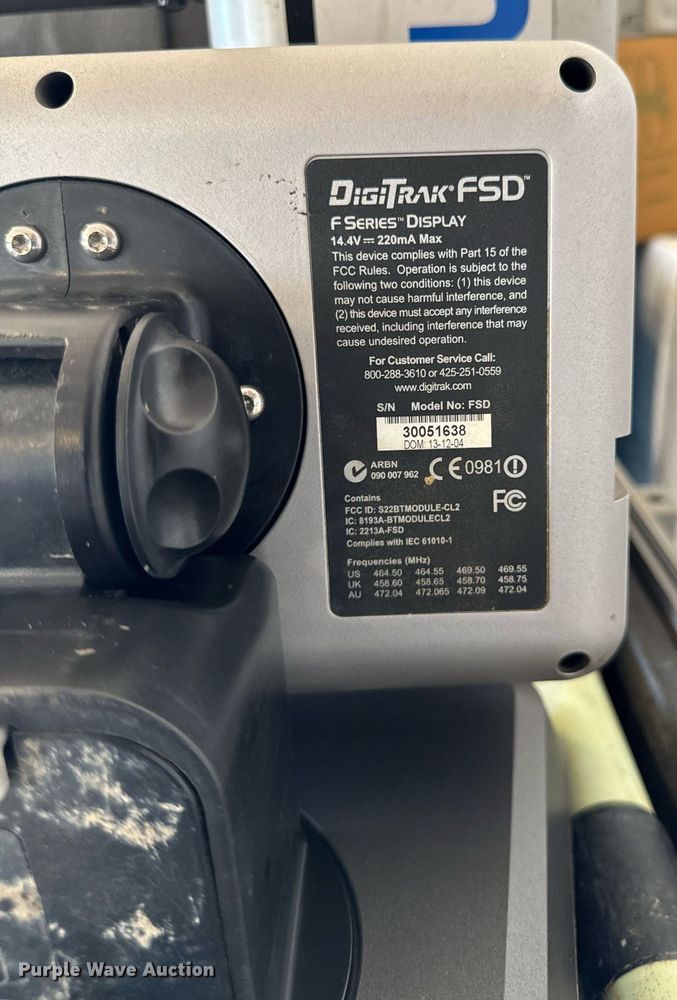 DIGITRAK® FSD™
F SERIES™ DISPLAY
14.4V⎓ 220mA Max
This device complies with Part 15 of the
FCC Rules. Operation is subject to the
following two conditions: (1) this device
may not cause harmful interference, and
(2) this device must accept any interference
received, including interference that may
cause undesired operation.
For Customer Service Call:
800-288-3610 or 425-251-0559
www.digitrak.com
S/N Model No: FSD
30051638
DOM: 13-12-04
ARBN
090 007 962
CE0981
FC
Contains
FCC ID: S22BTMODULE-CL2
IC: 8193A-BTMODULECL2
IC: 2213A-FSD
Complies with IEC 61010-1
Frequencies (MHz)
US 464.50 464.55 469.50 469.55
UK 458.60 458.65 458.70 458.75
AU 472.04 472.065 472.09 472.04
Purple Wave Auction